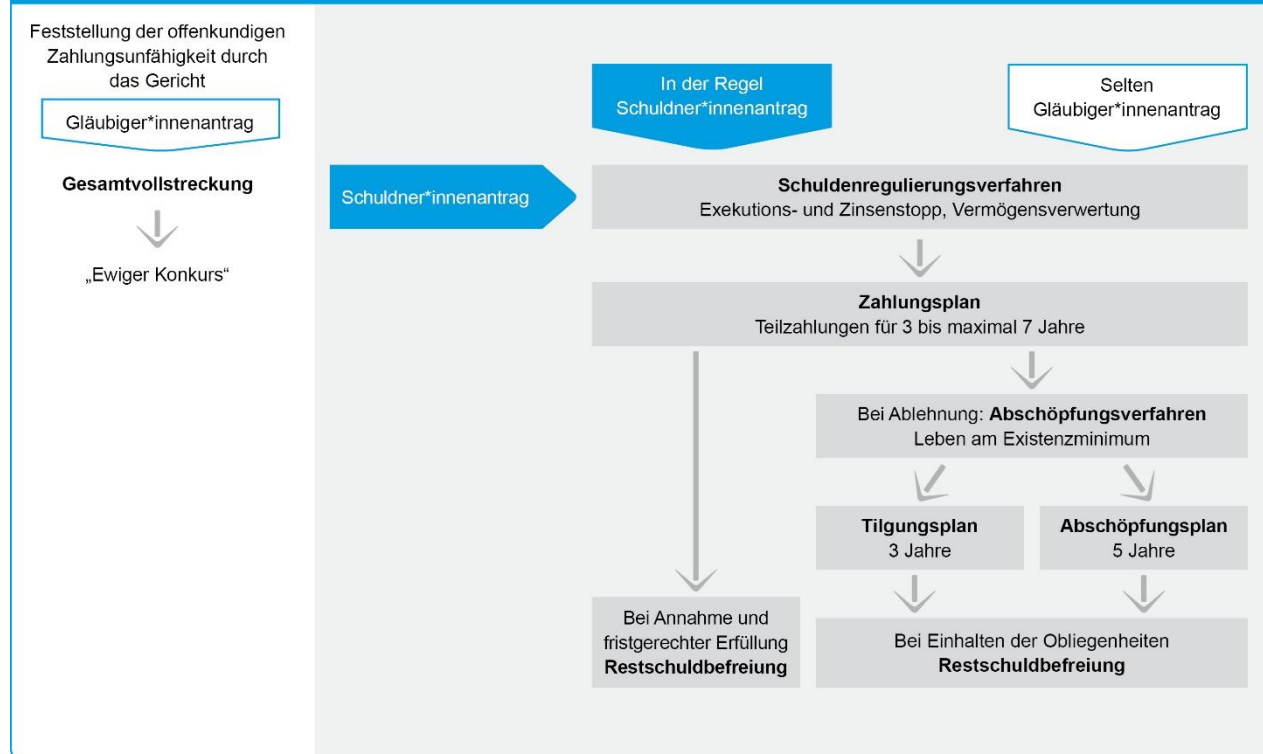 Feststellung der offenkundigen
Zahlungsunfähigkeit durch
das Gericht
Gläubiger*innenantrag
Gesamtvollstreckung
„Ewiger Konkurs“
Schuldner*innenantrag
In der Regel
Schuldner*innenantrag
Selten
Gläubiger*innenantrag
Schuldenregulierungsverfahren
Exekutions- und Zinsenstopp, Vermögensverwertung
Zahlungsplan
Teilzahlungen für 3 bis maximal 7 Jahre
Bei Ablehnung: Abschöpfungsverfahren
Leben am Existenzminimum
Tilgungsplan
3 Jahre
Abschöpfungsplan
5 Jahre
Bei Annahme und
fristgerechter Erfüllung
Restschuldbefreiung
Bei Einhalten der Obliegenheiten
Restschuldbefreiung